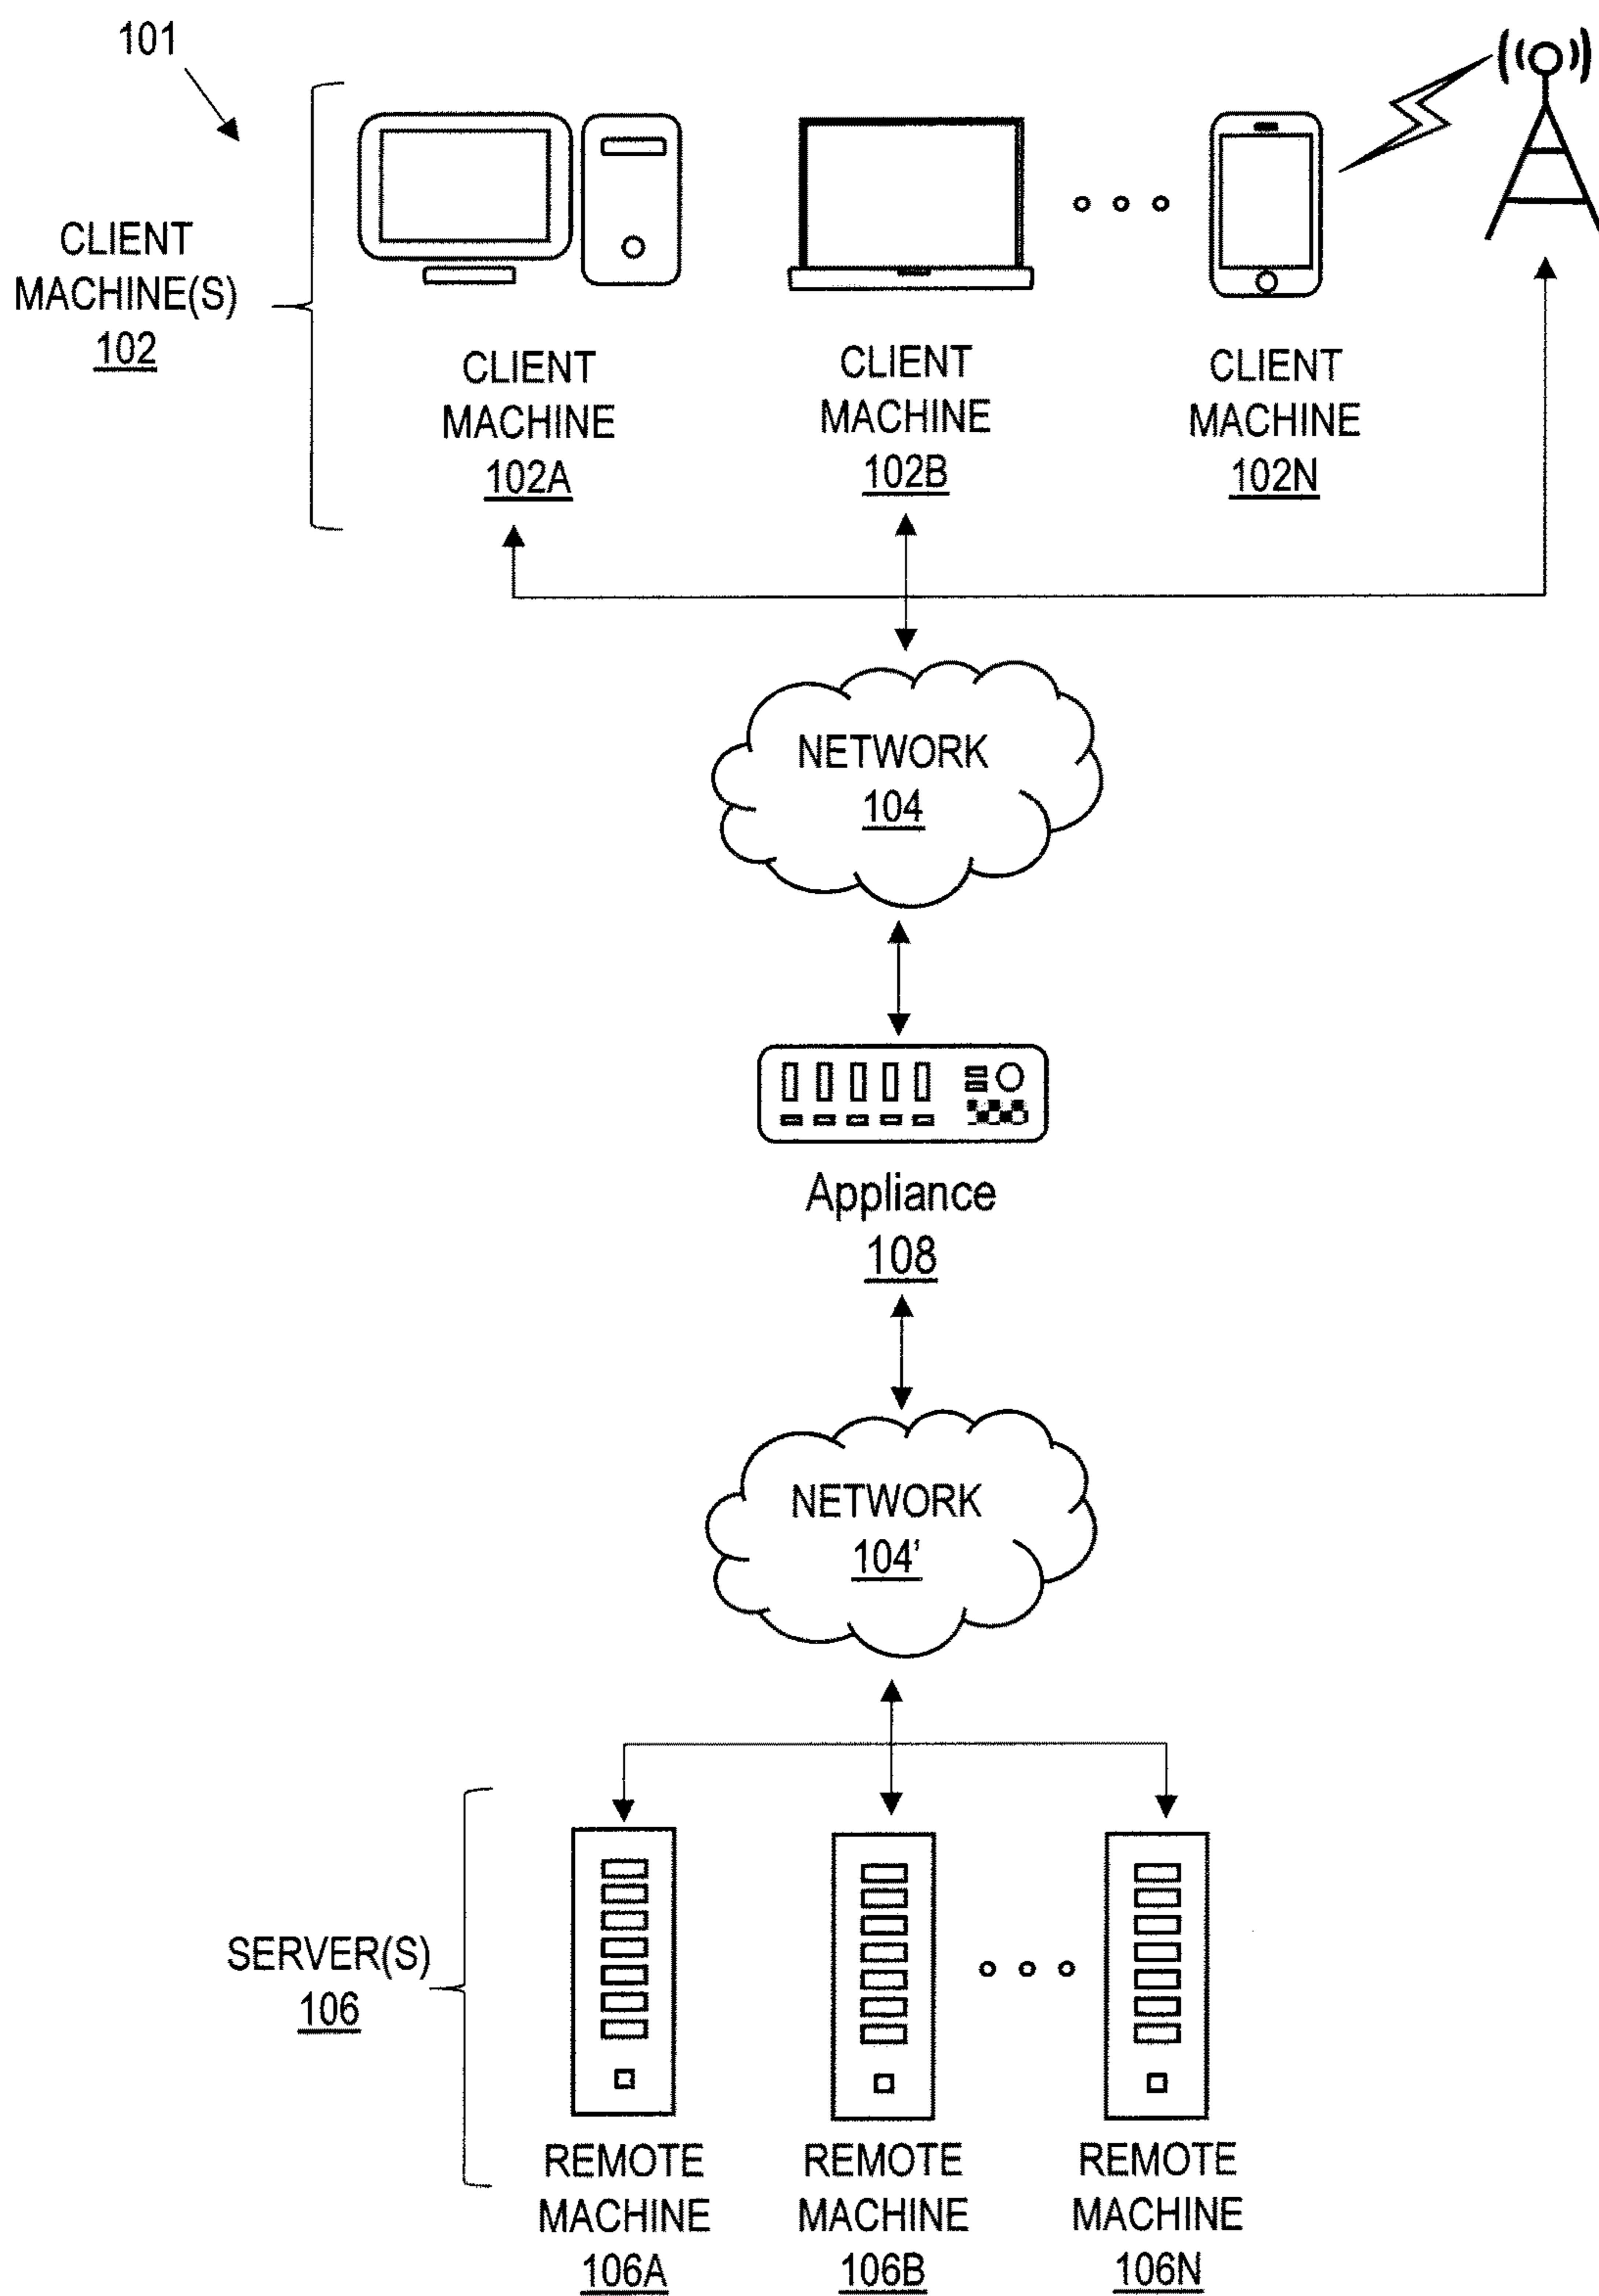 101
CLIENT
MACHINE(S)
102
CLIENT
MACHINE
102A
CLIENT
MACHINE
102B
CLIENT
MACHINE
102N
NETWORK
104
Appliance
108
NETWORK
104'
SERVER(S)
106
REMOTE
MACHINE
106A
REMOTE
MACHINE
106B
REMOTE
MACHINE
106N